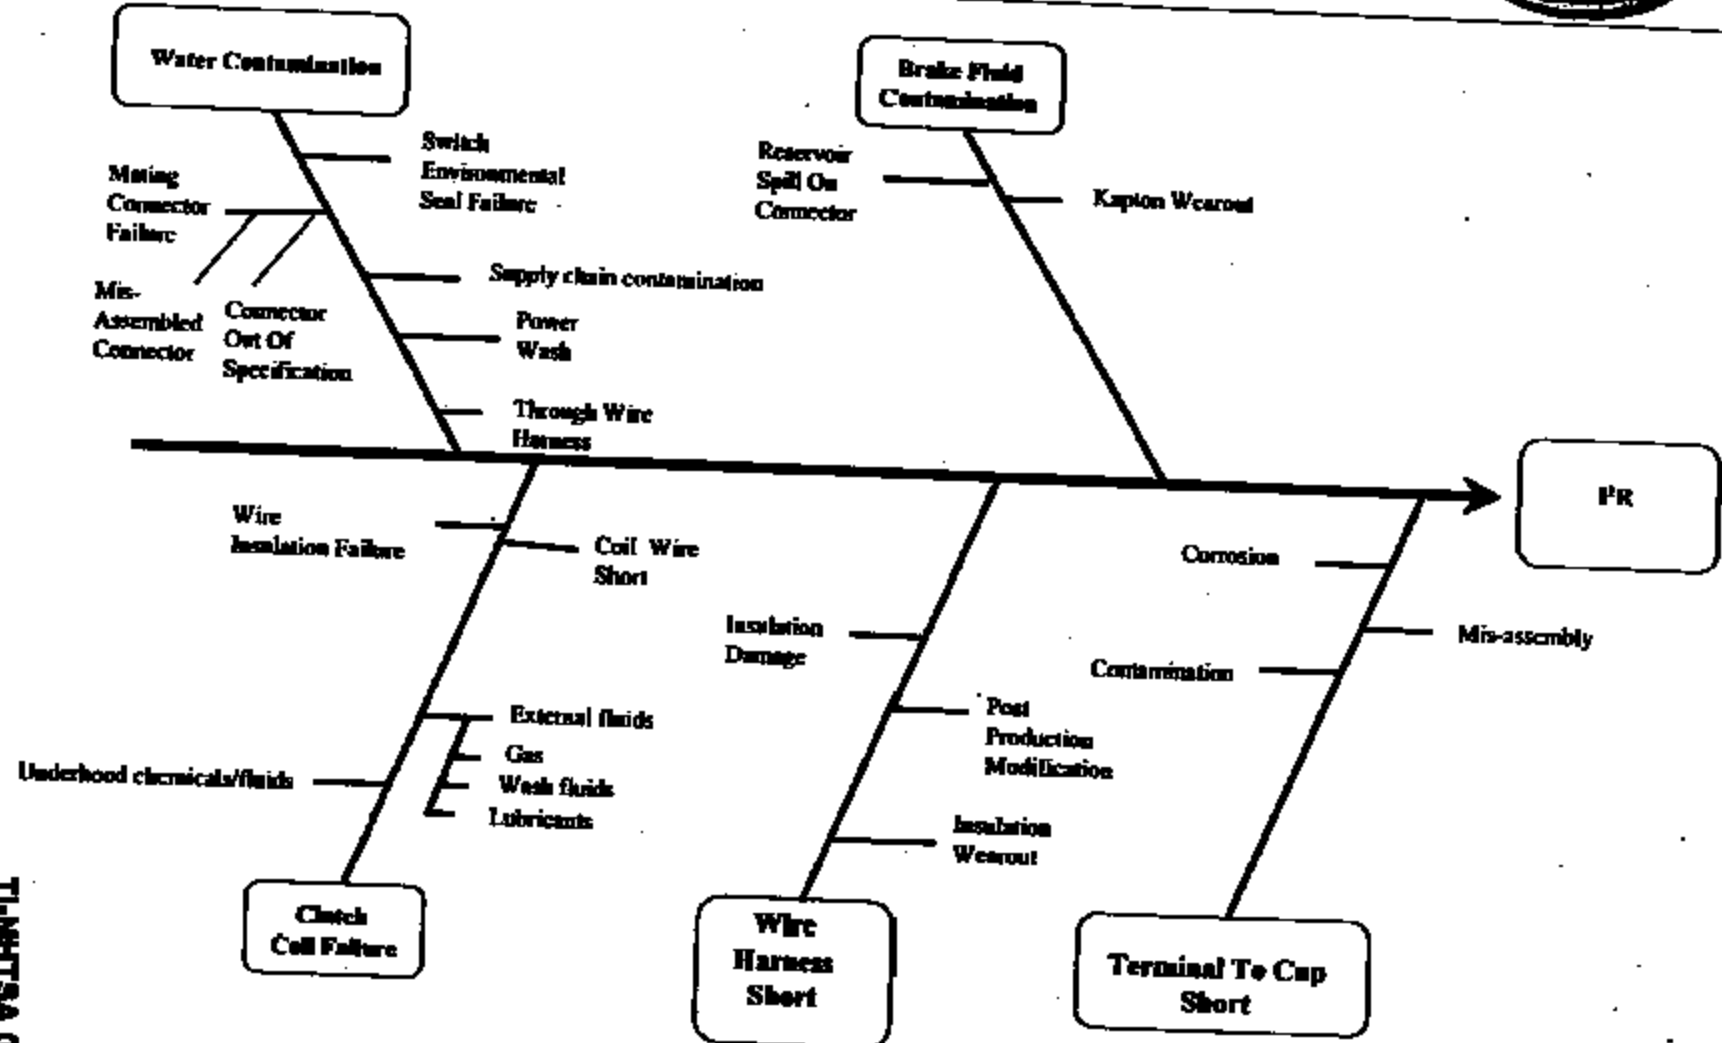 Water Contamination
Brake Fluid
Contamination
Switch
Environmental
Seal Failure
Mating
Connector
Failure
Reservoir
Spill On
Connector
Kapton Wearout
Mis-
Assembled
Connector
Connector
Out Of
Specification
Supply chain contamination
Power
Wash
Through Wire
Harness
I²R
Wire
Insulation Failure
Coil Wire
Short
Corrosion
Insulation
Damage
Mis-assembly
Contamination
External fluids
Gas
Wash fluids
Lubricants
Post
Production
Modification
Underhood chemicals/fluids
Insulation
Wearout
Clutch
Coil Failure
Wire
Harness
Short
Terminal To Cup
Short
TI-NHTSA